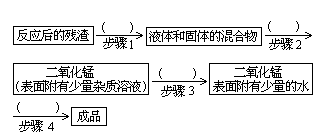 反应后的残渣 ( ) 步骤1 液体和固体的混合物 ( ) 步骤2
二氧化锰 (表面附有少量杂质溶液) ( ) 步骤3 二氧化锰 表面附有少量的水
( ) 步骤4 成品